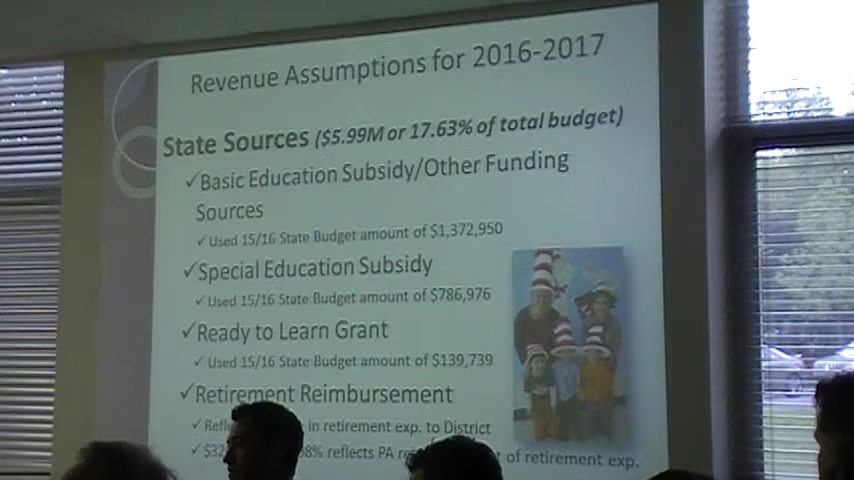 Revenue Assumptions for 2016-2017
State Sources ($5.99M or 17.63% of total budget)
✓Basic Education Subsidy/Other Funding
Sources
✓ Used 15/16 State Budget amount of $1,372,950
✓Special Education Subsidy
✓ Used 15/16 State Budget amount of $786,976
✓Ready to Learn Grant
✓ Used 15/16 State Budget amount of $139,739
✓Retirement Reimbursement
✓ in retirement exp. to District
✓ reflects PA of retirement exp.